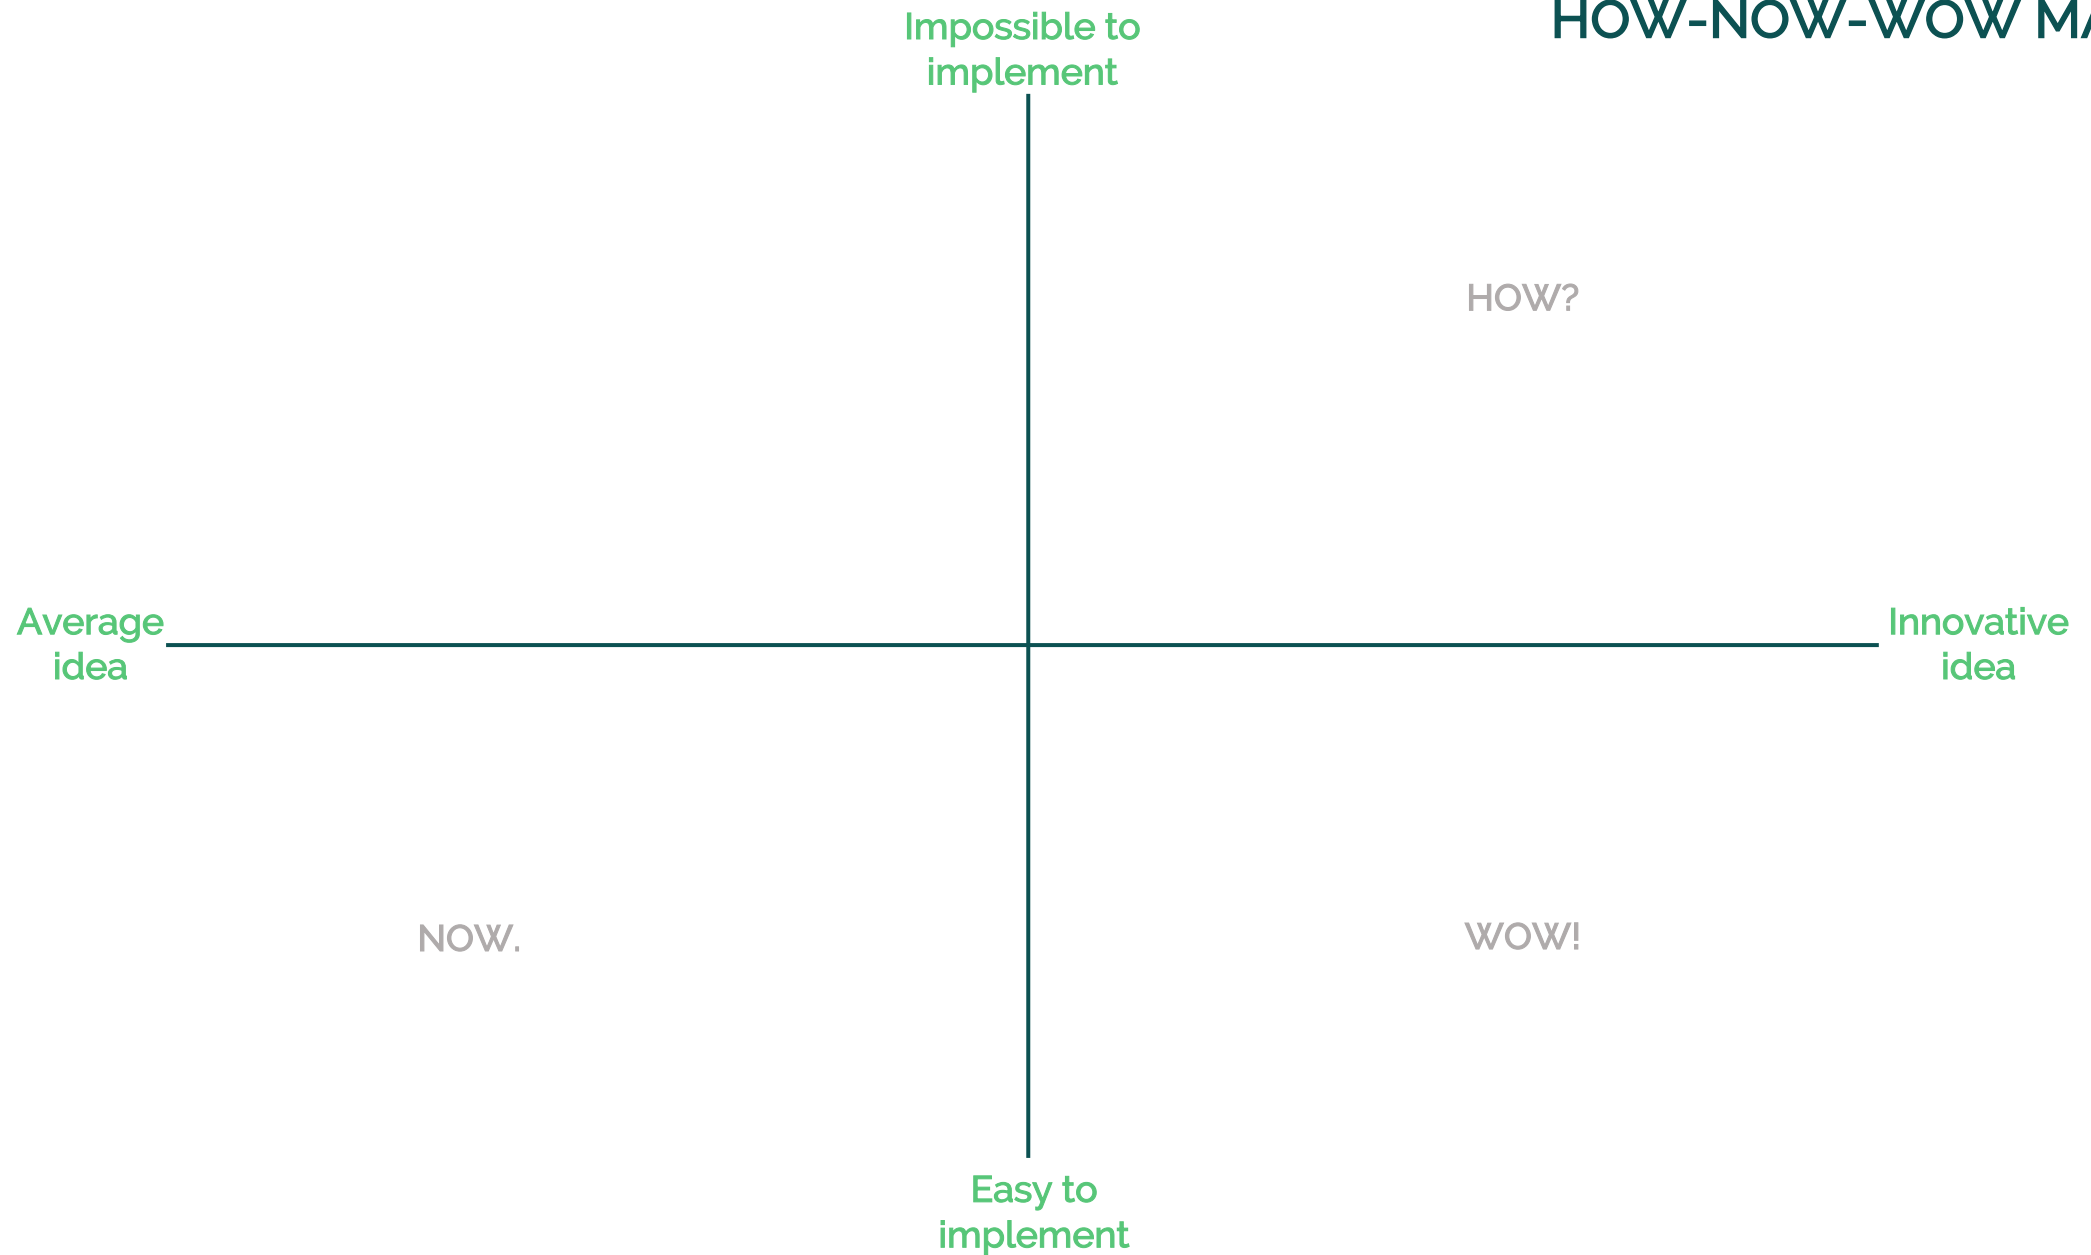 HOW-NOW-WOW
Impossible to
implement
HOW?
Average
idea
Innovative
idea
NOW.
WOW!
Easy to
implement